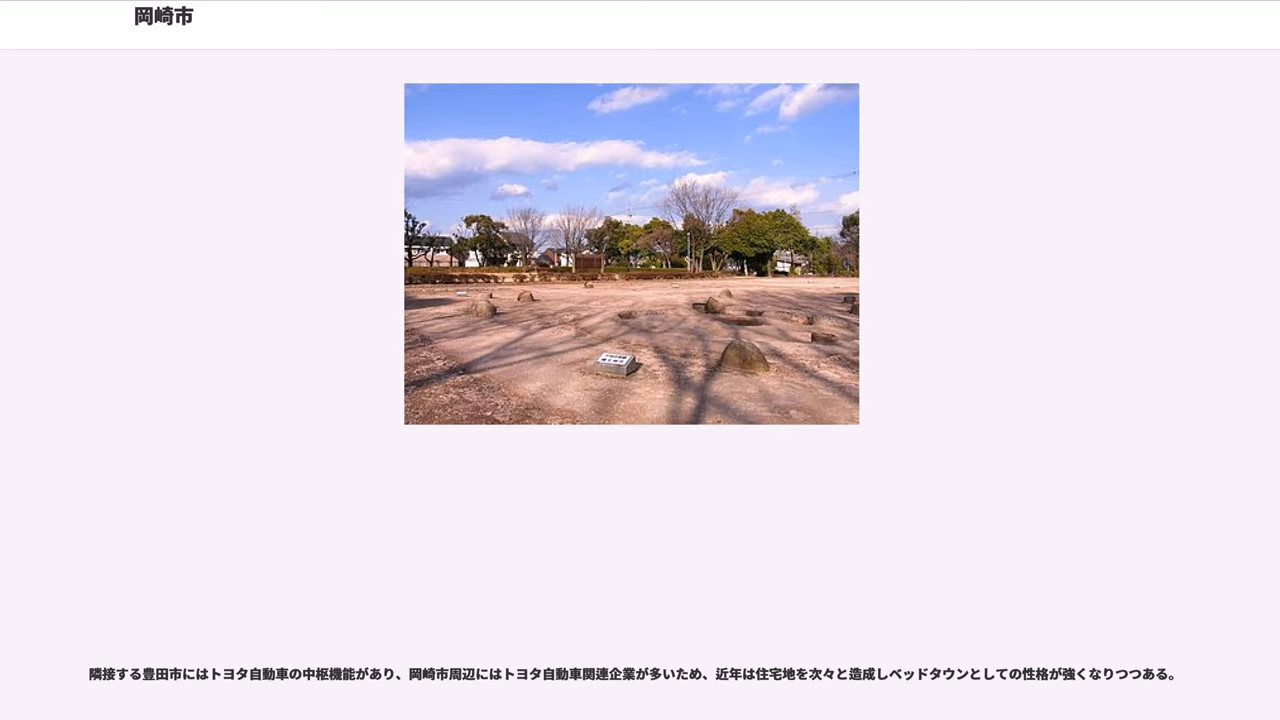 岡崎市
隣接する豊田市にはトヨタ自動車の中枢機能があり、岡崎市周辺にはトヨタ自動車関連企業が多いため、近年は住宅地を次々と造成しベッドタウンとしての性格が強くなりつつある。